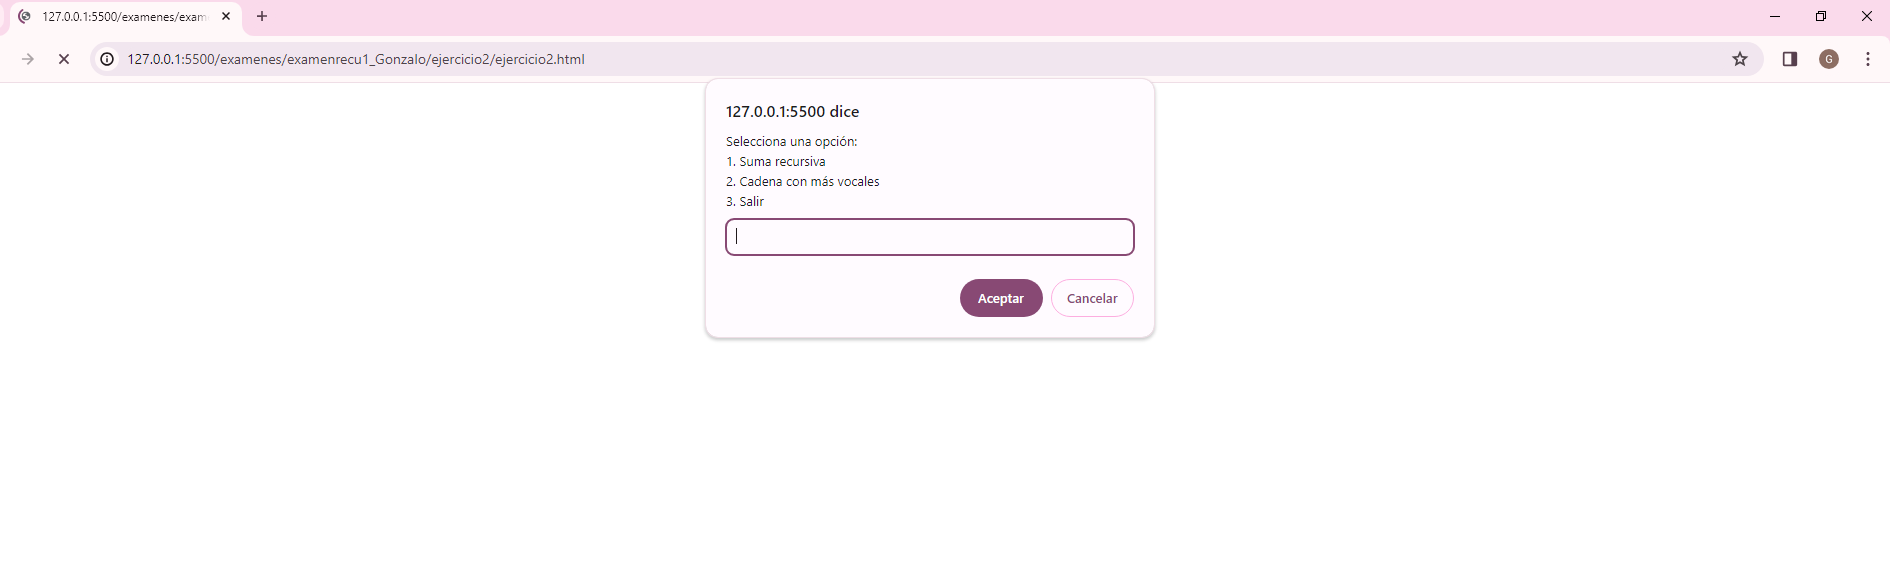 127.0.0.1:5500/examenes/exam
127.0.0.1:5500/examenes/examenrecu1_Gonzalo/ejercicio2/ejercicio2.html
G
127.0.0.1:5500 dice
Selecciona una opción:
1. Suma recursiva
2. Cadena con más vocales
3. Salir
Aceptar Cancelar